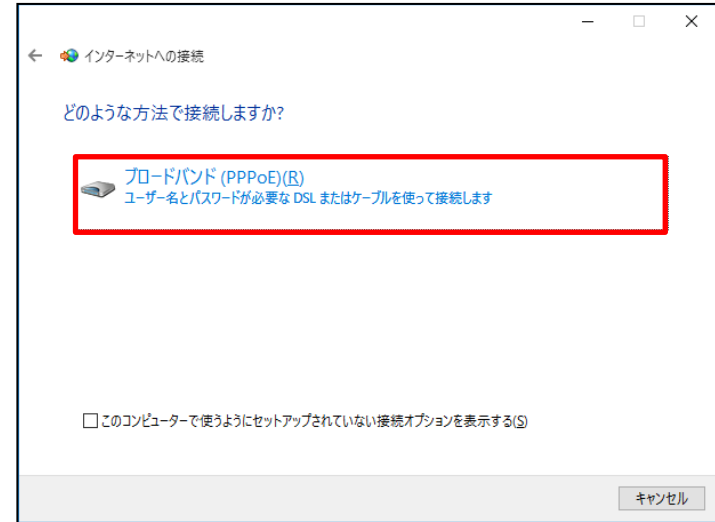 インターネットへの接続
どのような方法で接続しますか?
ブロードバンド (PPPoE)(R)
ユーザー名とパスワードが必要な DSL またはケーブルを使って接続します
このコンピューターで使うようにセットアップされていない接続オプションを表示する(S)
キャンセル